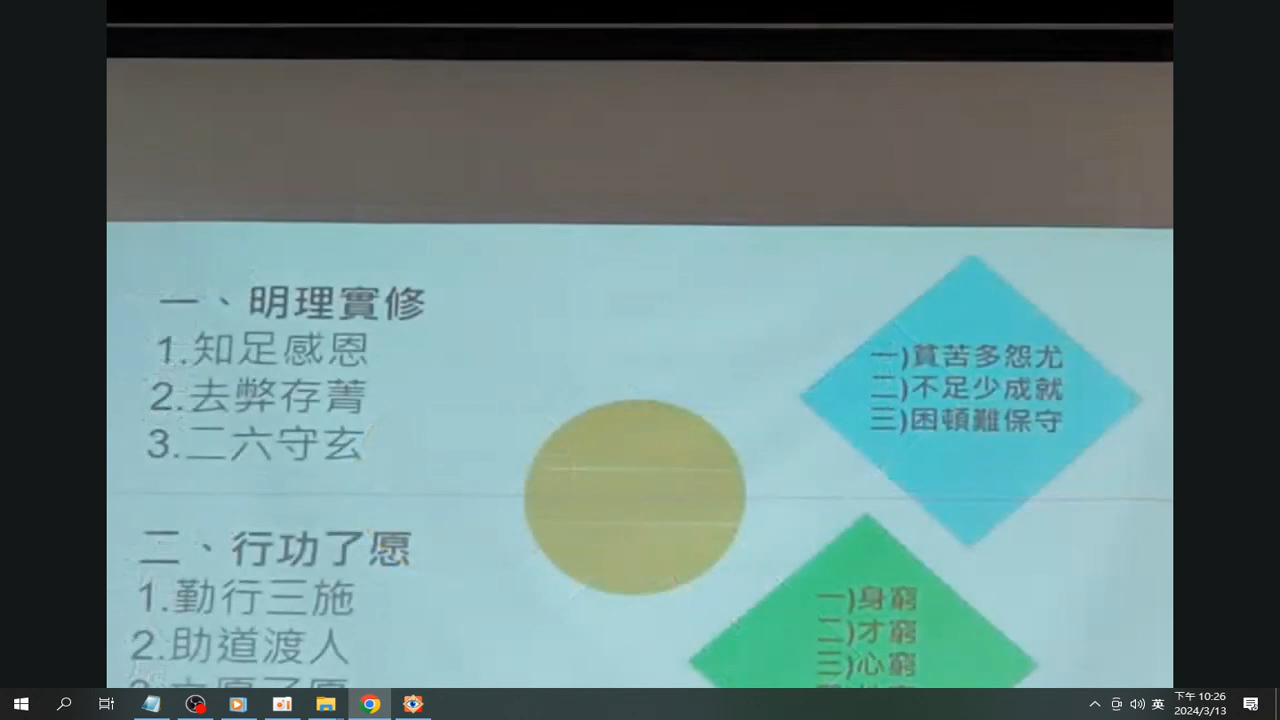 一、明理實修
1.知足感恩
2.去弊存菁
3.二六守玄
二、行功了愿
1.勤行三施
2.助道渡人
一)貧苦多怨尤
二)不足少成就
三)困頓難保守
一)身窮
二)才窮
三)心窮
英
下午 10:26
2024/3/13